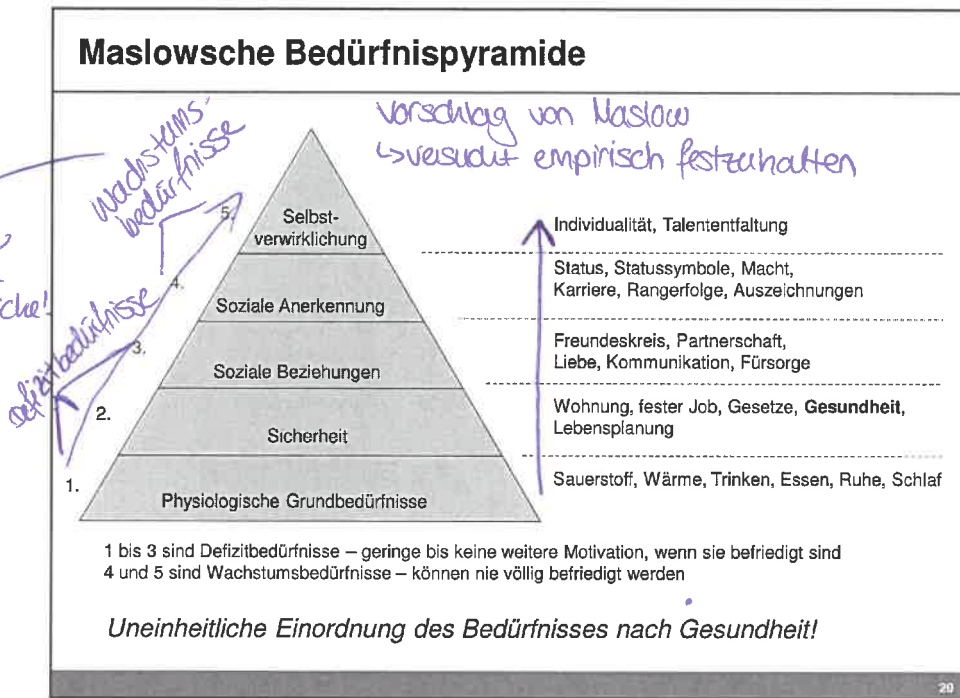 Maslowsche Bedürfnispyramide
Vorschlag von Maslow
↳versucht empirisch festzuhalten
Wachstums-
bedürfnisse
Defizitbedürfnisse
5.
Selbst-
verwirklichung
Individualität, Talententfaltung
4.
Soziale Anerkennung
Status, Statussymbole, Macht,
Karriere, Rangerfolge, Auszeichnungen
3.
Soziale Beziehungen
Freundeskreis, Partnerschaft,
Liebe, Kommunikation, Fürsorge
2.
Sicherheit
Wohnung, fester Job, Gesetze, Gesundheit,
Lebensplanung
1.
Physiologische Grundbedürfnisse
Sauerstoff, Wärme, Trinken, Essen, Ruhe, Schlaf
1 bis 3 sind Defizitbedürfnisse – geringe bis keine weitere Motivation, wenn sie befriedigt sind
4 und 5 sind Wachstumsbedürfnisse – können nie völlig befriedigt werden
Uneinheitliche Einordnung des Bedürfnisses nach Gesundheit!
29